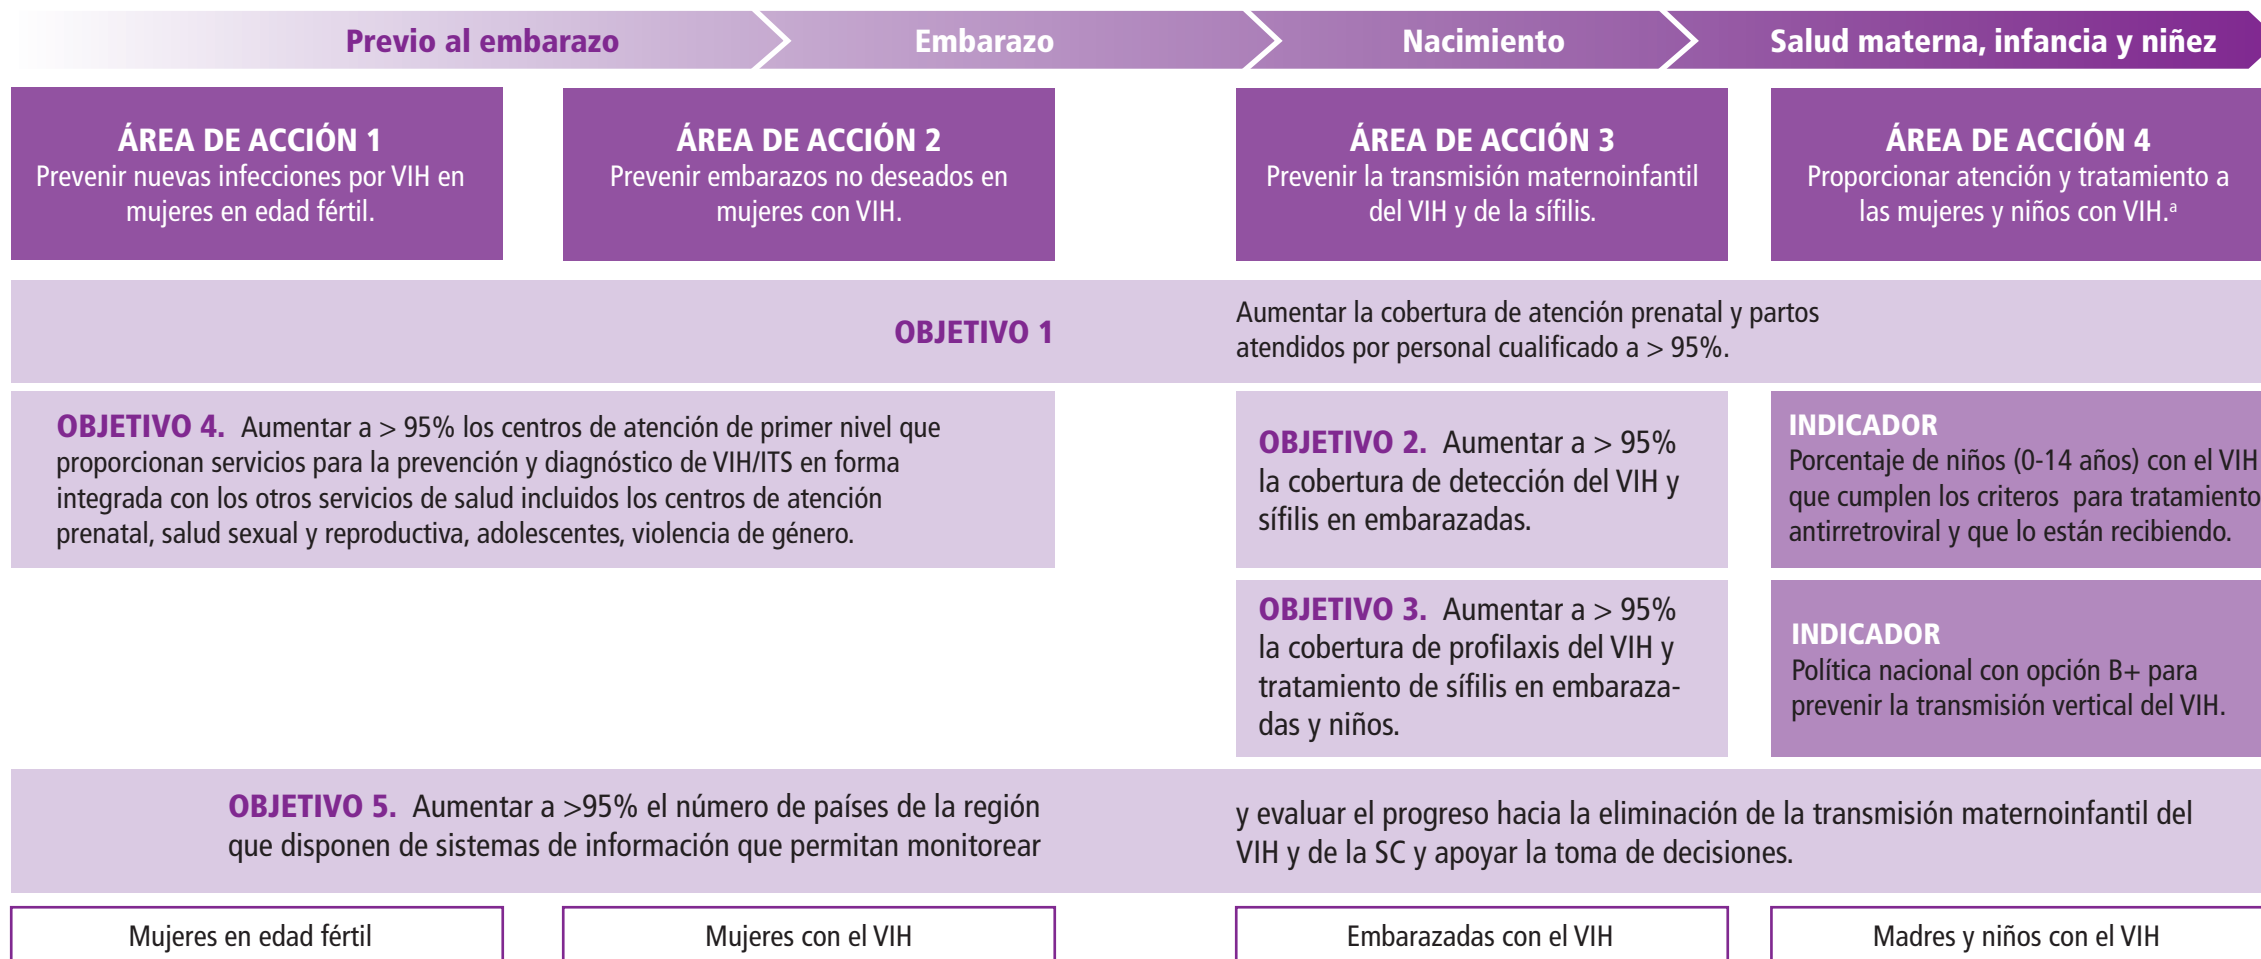 Previo al embarazo
Embarazo
Nacimiento
Salud materna, infancia y niñez
ÁREA DE ACCIÓN 1
Prevenir nuevas infecciones por VIH en
mujeres en edad fértil.
ÁREA DE ACCIÓN 2
Prevenir embarazos no deseados en
mujeres con VIH.
ÁREA DE ACCIÓN 3
Prevenir la transmisión maternoinfantil
del VIH y de la sífilis.
ÁREA DE ACCIÓN 4
Proporcionar atención y tratamiento a
las mujeres y niños con VIH.ª
OBJETIVO 1
Aumentar la cobertura de atención prenatal y partos
atendidos por personal cualificado a > 95%.
OBJETIVO 4. Aumentar a > 95% los centros de atención de primer nivel que
proporcionan servicios para la prevención y diagnóstico de VIH/ITS en forma
integrada con los otros servicios de salud incluidos los centros de atención
prenatal, salud sexual y reproductiva, adolescentes, violencia de género.
OBJETIVO 2. Aumentar a > 95%
la cobertura de detección del VIH y
sífilis en embarazadas.
INDICADOR
Porcentaje de niños (0-14 años) con el VIH
que cumplen los criteros para tratamiento
antirretroviral y que lo están recibiendo.
OBJETIVO 3. Aumentar a > 95%
la cobertura de profilaxis del VIH y
tratamiento de sífilis en embaraza-
das y niños.
INDICADOR
Política nacional con opción B+ para
prevenir la transmisión vertical del VIH.
OBJETIVO 5. Aumentar a >95% el número de países de la región
que disponen de sistemas de información que permitan monitorear
y evaluar el progreso hacia la eliminación de la transmisión maternoinfantil del
VIH y de la SC y apoyar la toma de decisiones.
Mujeres en edad fértil
Mujeres con el VIH
Embarazadas con el VIH
Madres y niños con el VIH